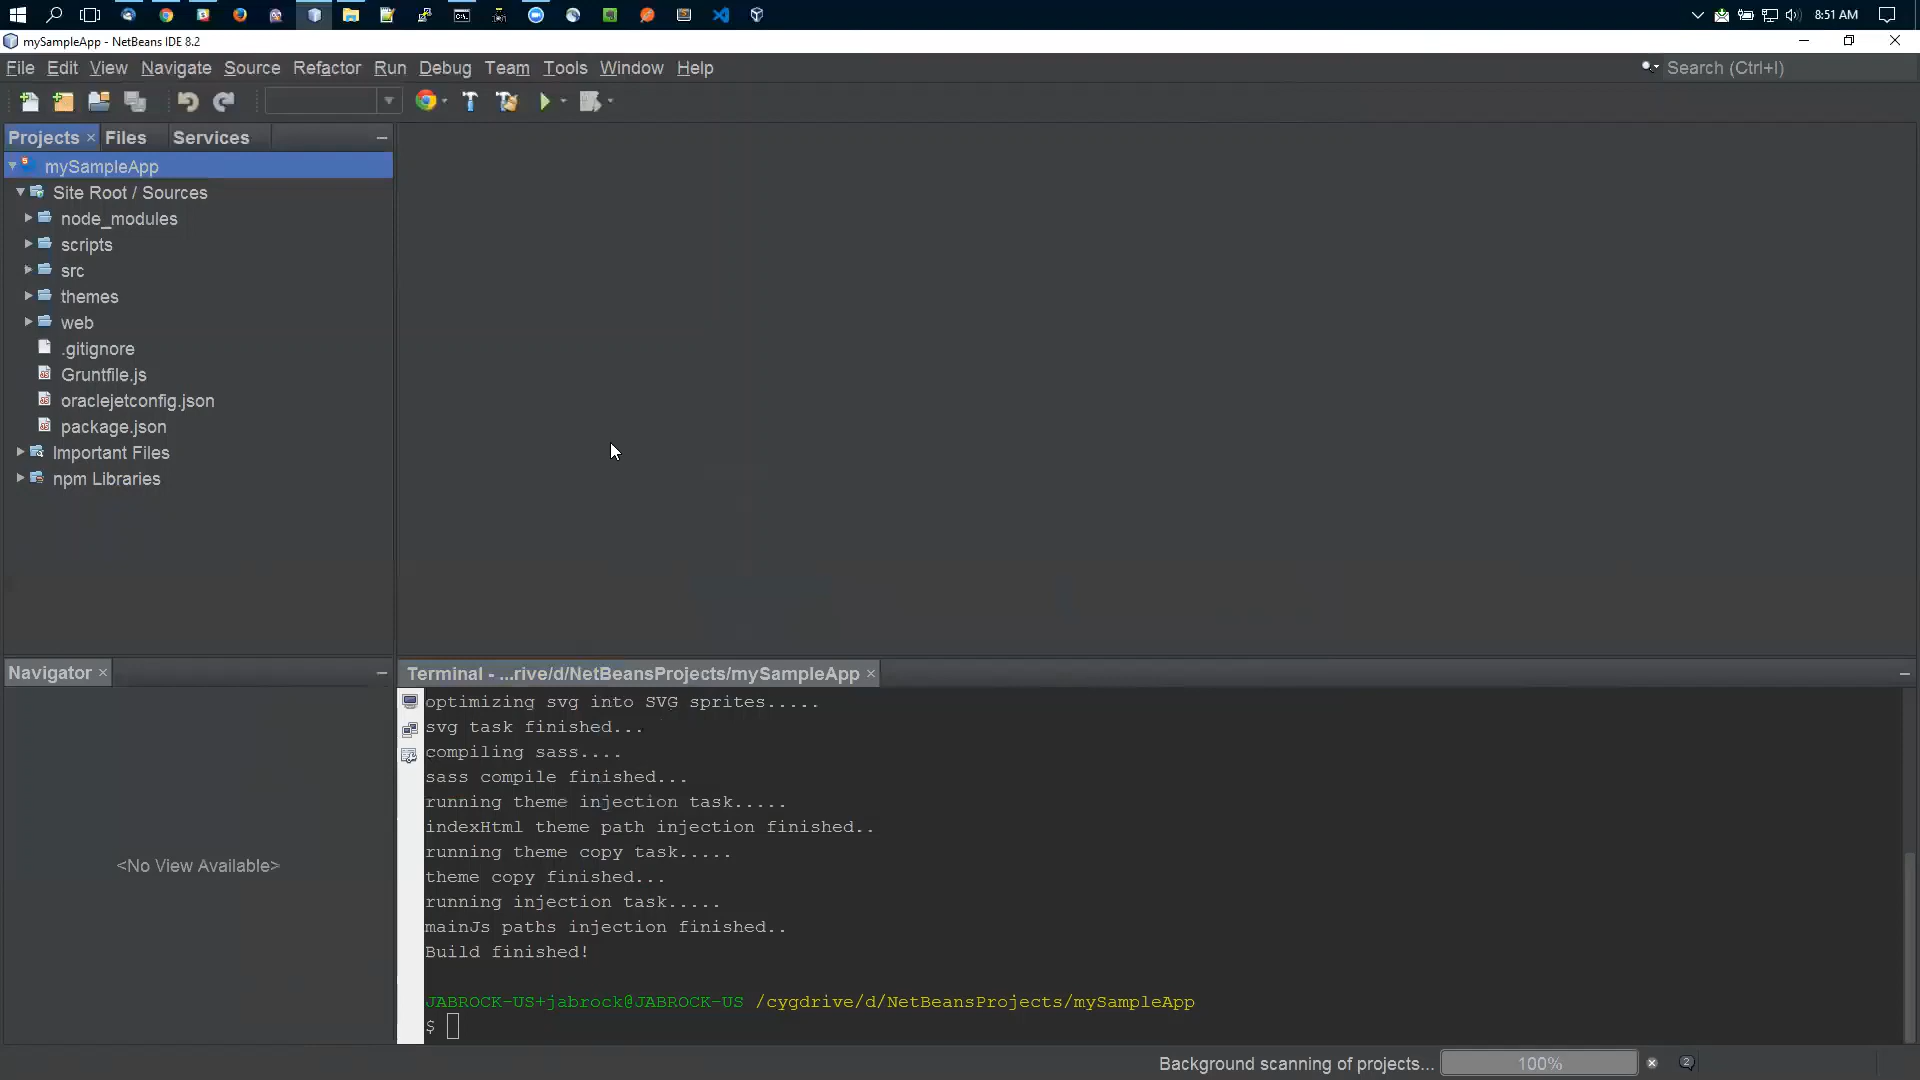 8:51 AM
mySampleApp - NetBeans IDE 8.2
File Edit View Navigate Source Refactor Run Debug Team Tools Window Help
Search (Ctrl+I)
Projects Files Services
mySampleApp
Site Root / Sources
node_modules
scripts
src
themes
web
.gitignore
Gruntfile.js
oraclejetconfig.json
package.json
Important Files
npm Libraries
Navigator
<No View Available>
Terminal - ...rive/d/NetBeansProjects/mySampleApp
optimizing svg into SVG sprites.....
svg task finished...
compiling sass....
sass compile finished...
running theme injection task.....
indexHtml theme path injection finished..
running theme copy task.....
theme copy finished...
running injection task.....
mainJs paths injection finished..
Build finished!
JABROCK-US+jabrock@JABROCK-US /cygdrive/d/NetBeansProjects/mySampleApp
$
Background scanning of projects... 100% 2